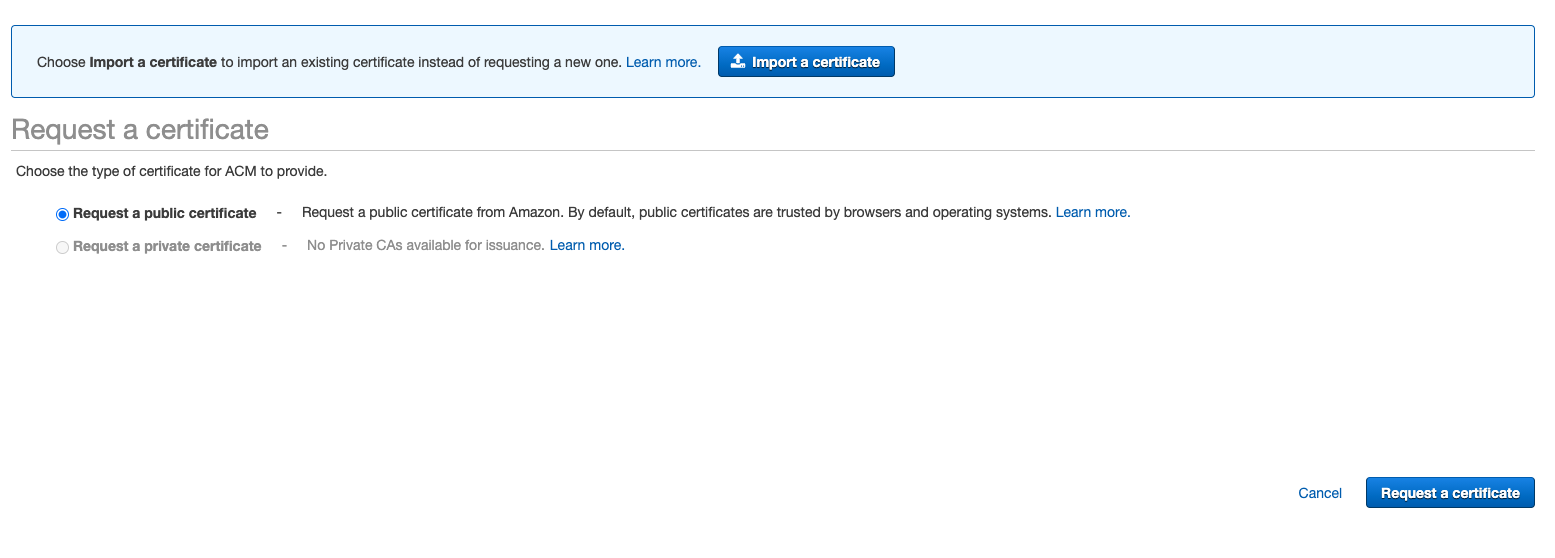 Choose Import a certificate to import an existing certificate instead of requesting a new one. Learn more. Import a certificate
Request a certificate
Choose the type of certificate for ACM to provide.
Request a public certificate - Request a public certificate from Amazon. By default, public certificates are trusted by browsers and operating systems. Learn more.
Request a private certificate - No Private CAs available for issuance. Learn more.
Cancel Request a certificate